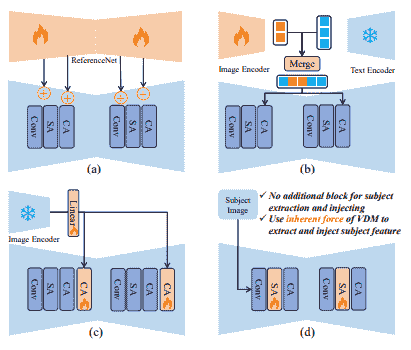 ReferenceNet
Conv
SA
CA
Conv
SA
CA
(a)
Image Encoder
Merge
Text Encoder
Conv
SA
CA
Conv
SA
CA
(b)
Image Encoder
Linear
Conv
SA
CA
CA
Conv
SA
CA
CA
(c)
Subject
Image
✓ No additional block for subject
extraction and injecting
✓ Use inherent force of VDM to
extract and inject subject feature
Conv
SA
CA
Conv
SA
CA
(d)